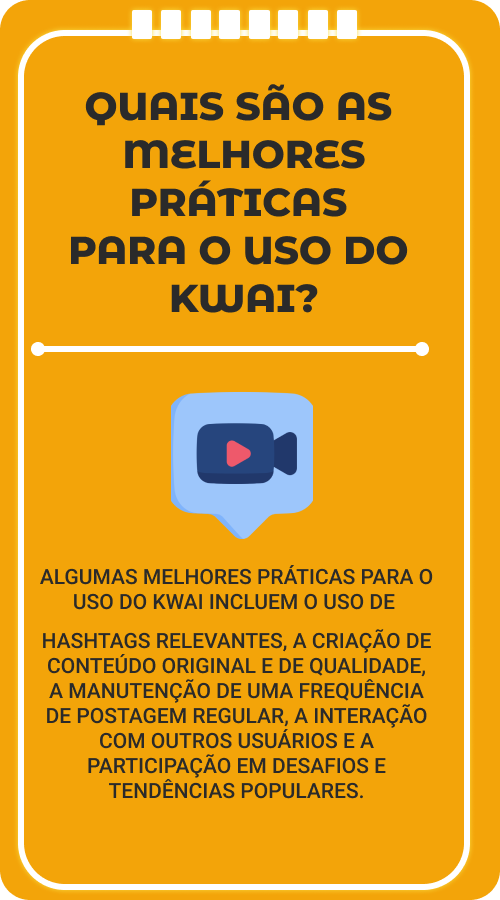 QUAIS SÃO AS
MELHORES
PRÁTICAS
PARA O USO DO
KWAI?
ALGUMAS MELHORES PRÁTICAS PARA O
USO DO KWAI INCLUEM O USO DE
HASHTAGS RELEVANTES, A CRIAÇÃO DE
CONTEÚDO ORIGINAL E DE QUALIDADE,
A MANUTENÇÃO DE UMA FREQUÊNCIA
DE POSTAGEM REGULAR, A INTERAÇÃO
COM OUTROS USUÁRIOS E A
PARTICIPAÇÃO EM DESAFIOS E
TENDÊNCIAS POPULARES.